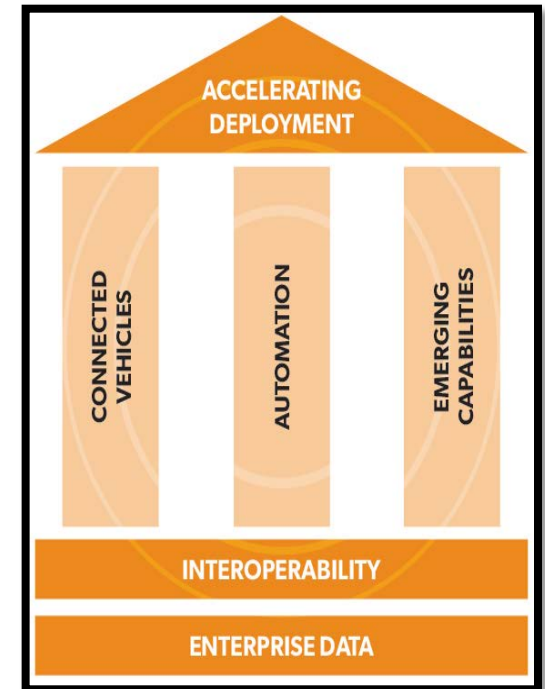 ACCELERATING
DEPLOYMENT
CONNECTED
VEHICLES
AUTOMATION
EMERGING
CAPABILITIES
INTEROPERABILITY
ENTERPRISE DATA